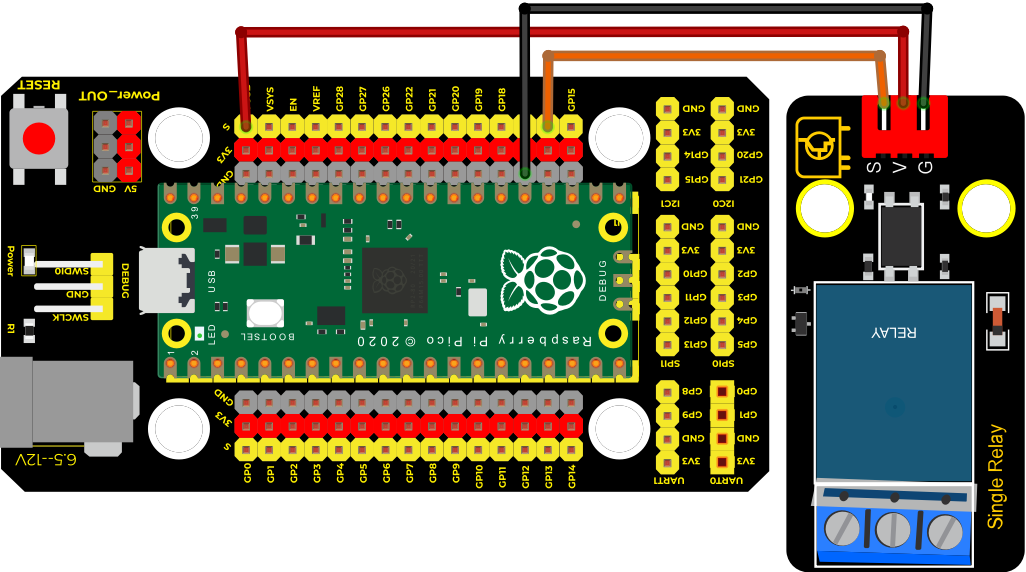 RESET
Power_OUT
GND
5V
VSYS
EN
VREF
GP28
GP27
GP26
GP22
GP21
GP20
GP19
GP18
GP15
S
3V3
GND
39
GND
3V3
GP14
GP15
I2C1
GND
3V3
GP20
GP21
I2C0
S
V
G
Power
SWDIO
GND
SWCLK
DEBUG
R1
USB
LED
BOOTSEL
1
2
Raspberry Pi Pico © 2020
DEBUG
GND
3V3
GP10
GP11
GP12
GP13
SPI1
GND
3V3
GP2
GP3
GP4
GP5
SPI0
RELAY
6.5--12V
GND
3V3
S
GP0
GP1
GP2
GP3
GP4
GP5
GP6
GP7
GP8
GP9
GP10
GP11
GP12
GP13
GP14
GP8
GP9
GND
3V3
UART1
GP0
GP1
GND
3V3
UART0
Single Relay